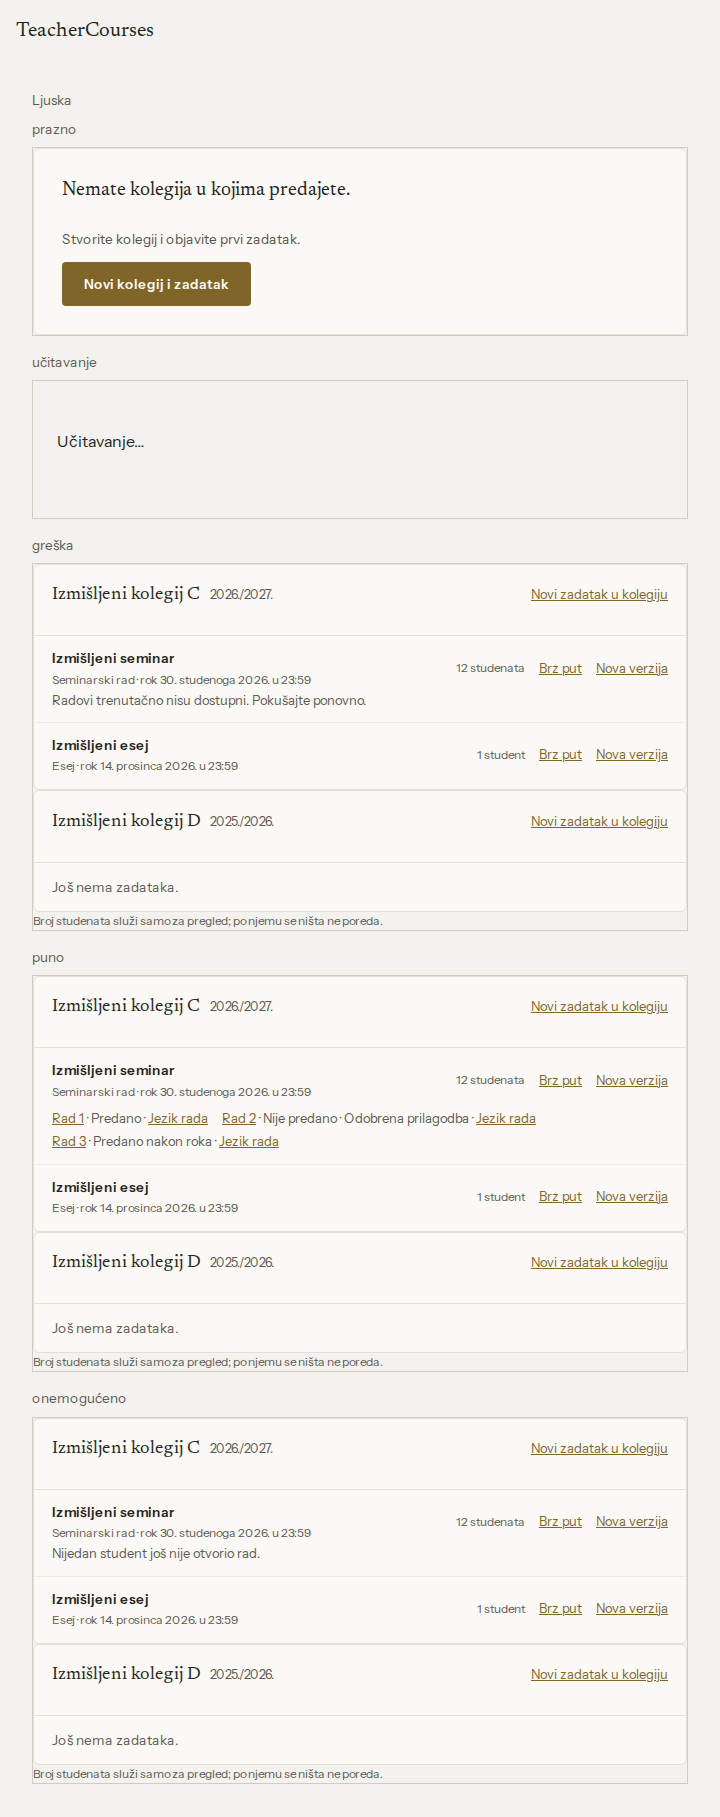 TeacherCourses
Ljuska
prazno
Nemate kolegija u kojima predajete.
Stvorite kolegij i objavite prvi zadatak.
Novi kolegij i zadatak
učitavanje
Učitavanje…
greška
Izmišljeni kolegij C 2026./2027. Novi zadatak u kolegiju
Izmišljeni seminar
12 studenata Brz put Nova verzija
Seminarski rad · rok 30. studenoga 2026. u 23:59
Radovi trenutačno nisu dostupni. Pokušajte ponovno.
Izmišljeni esej
1 student Brz put Nova verzija
Esej · rok 14. prosinca 2026. u 23:59
Izmišljeni kolegij D 2025./2026. Novi zadatak u kolegiju
Još nema zadataka.
Broj studenata služi samo za pregled; po njemu se ništa ne poreda.
puno
Izmišljeni kolegij C 2026./2027. Novi zadatak u kolegiju
Izmišljeni seminar
12 studenata Brz put Nova verzija
Seminarski rad · rok 30. studenoga 2026. u 23:59
Rad 1 · Predano · Jezik rada Rad 2 · Nije predano · Odobrena prilagodba · Jezik rada
Rad 3 · Predano nakon roka · Jezik rada
Izmišljeni esej
1 student Brz put Nova verzija
Esej · rok 14. prosinca 2026. u 23:59
Izmišljeni kolegij D 2025./2026. Novi zadatak u kolegiju
Još nema zadataka.
Broj studenata služi samo za pregled; po njemu se ništa ne poreda.
onemogućeno
Izmišljeni kolegij C 2026./2027. Novi zadatak u kolegiju
Izmišljeni seminar
12 studenata Brz put Nova verzija
Seminarski rad · rok 30. studenoga 2026. u 23:59
Nijedan student još nije otvorio rad.
Izmišljeni esej
1 student Brz put Nova verzija
Esej · rok 14. prosinca 2026. u 23:59
Izmišljeni kolegij D 2025./2026. Novi zadatak u kolegiju
Još nema zadataka.
Broj studenata služi samo za pregled; po njemu se ništa ne poreda.